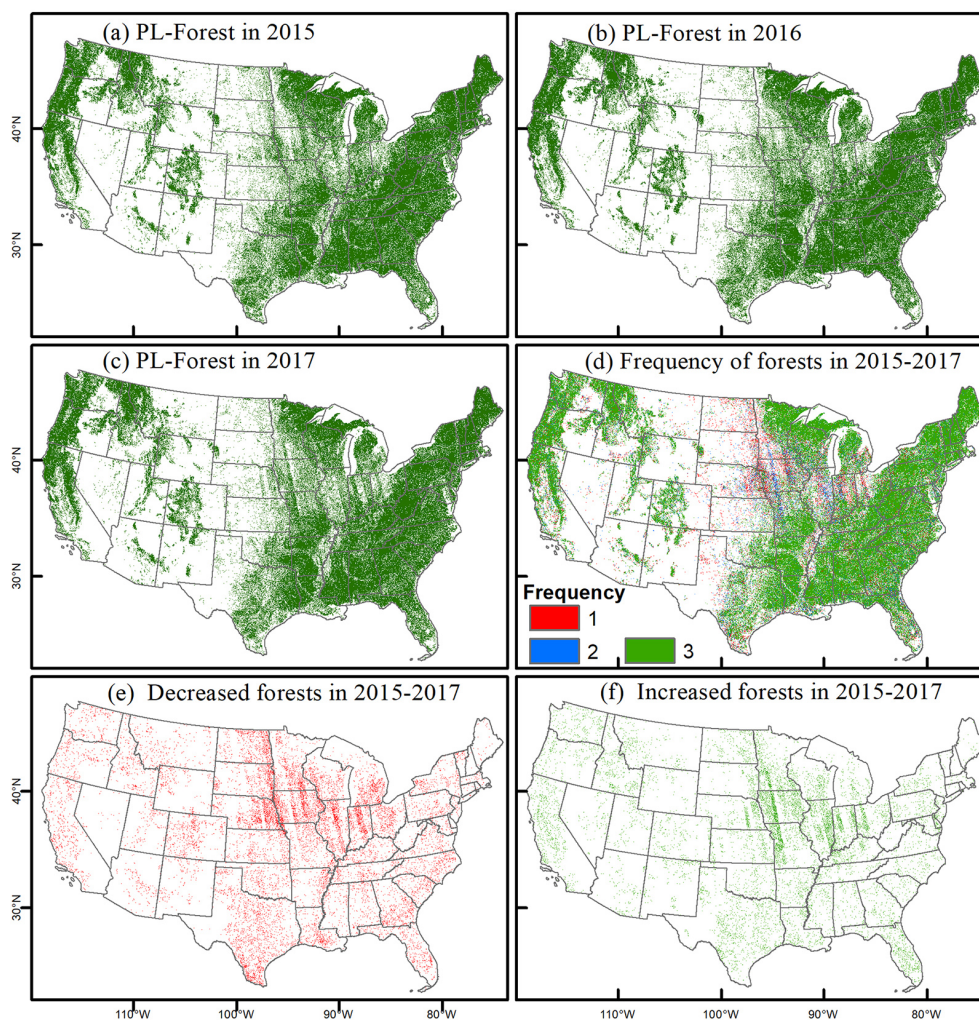 (a) PL-Forest in 2015
(b) PL-Forest in 2016
40°N
30°N
(c) PL-Forest in 2017
(d) Frequency of forests in 2015-2017
40°N
30°N
Frequency
1
2
3
(e) Decreased forests in 2015-2017
(f) Increased forests in 2015-2017
40°N
30°N
110°W
100°W
90°W
80°W
110°W
100°W
90°W
80°W